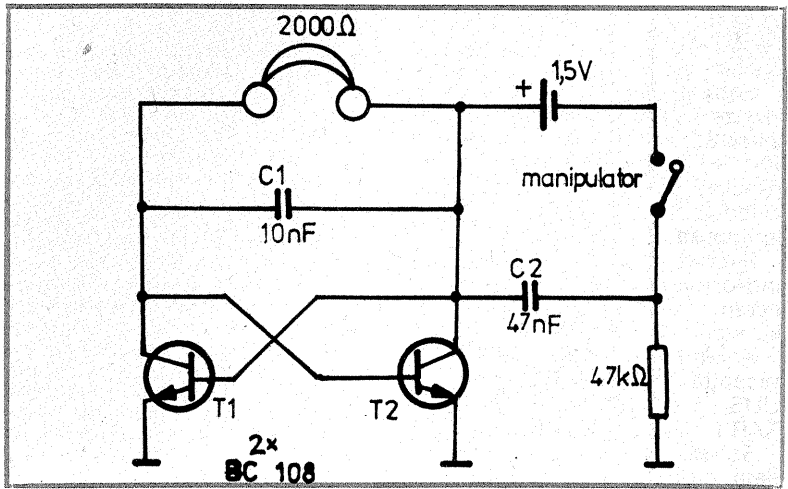 2000Ω
+
1,5V
manipulator
C1
10nF
C2
47nF
47kΩ
T1
T2
2×
BC 108